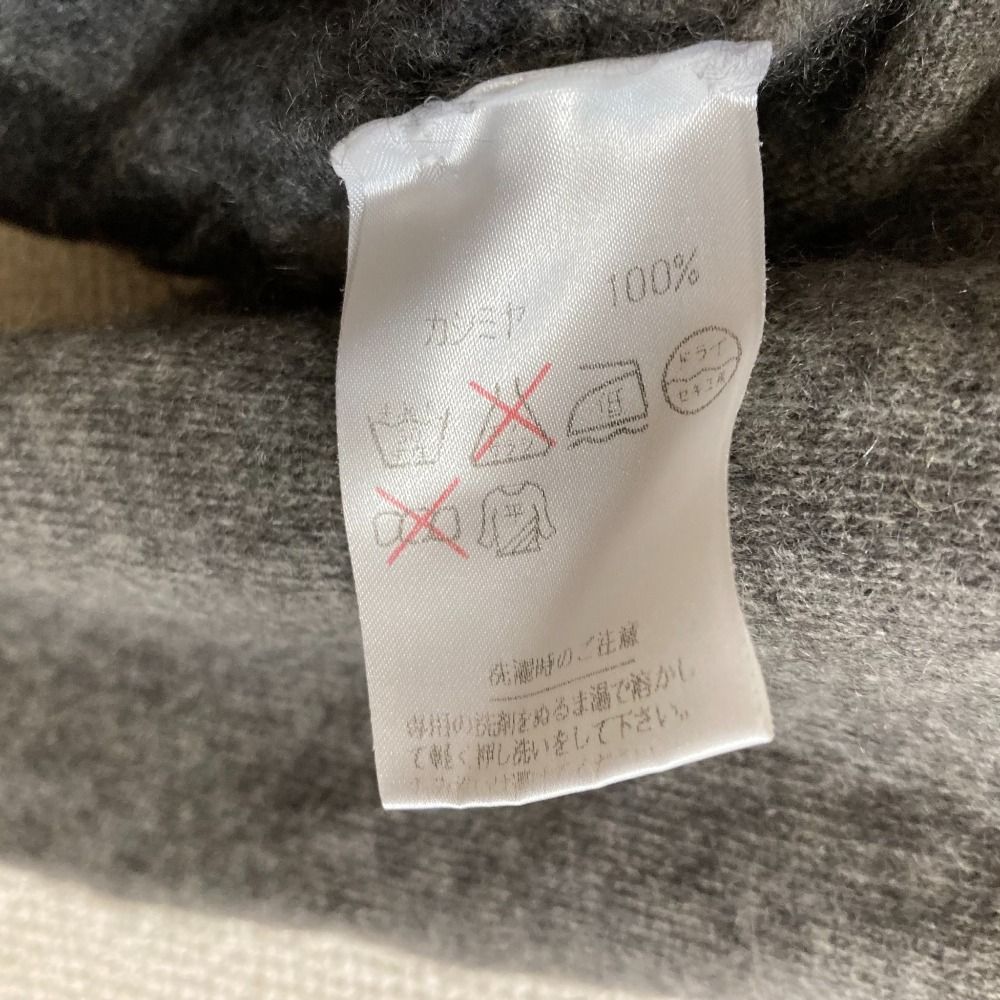 カシミヤ 100%
低
ドライ
セキユ系
平
洗濯時のご注意
専用の洗剤をぬるま湯で溶かし
て軽く押し洗いをして下さい。